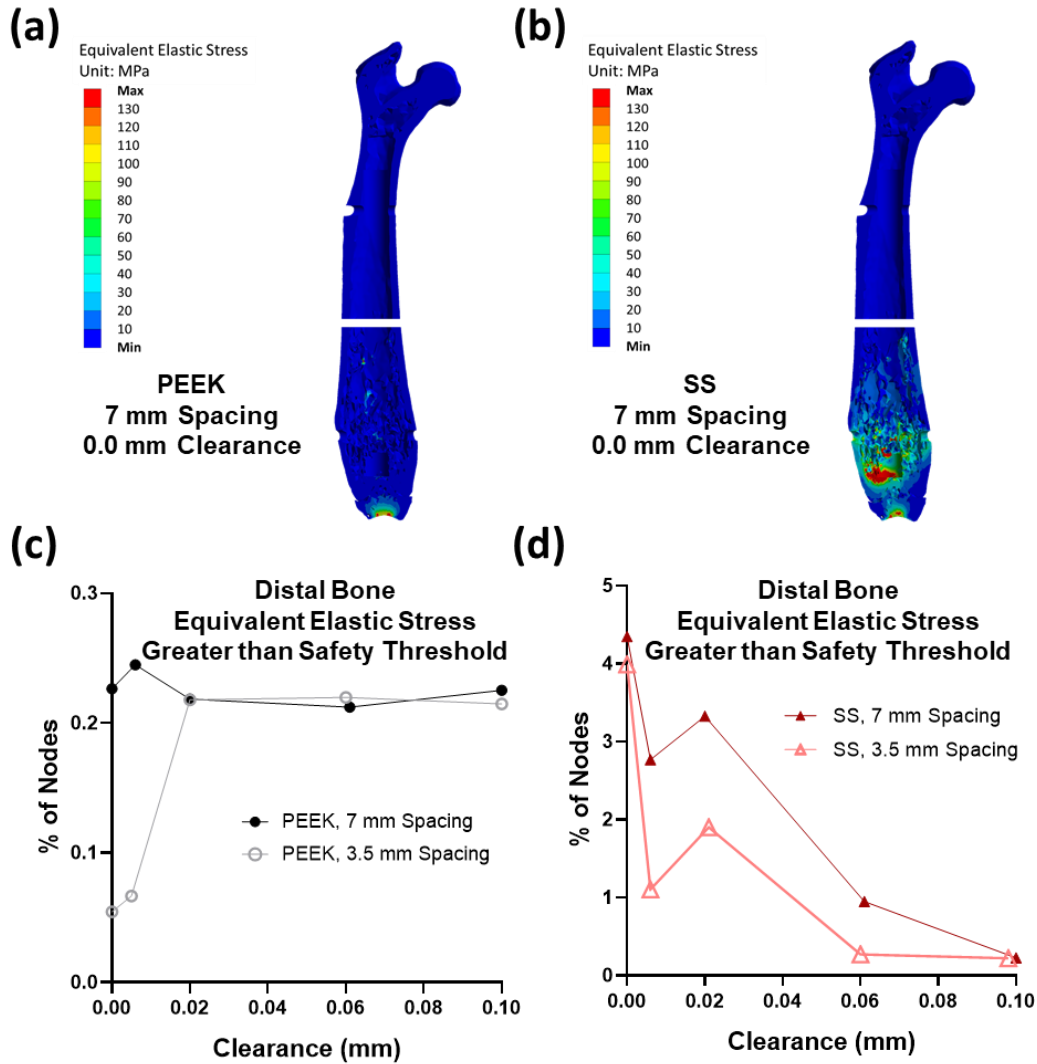 (a)
Equivalent Elastic Stress
Unit: MPa
Max
130
120
110
100
90
80
70
60
50
40
30
20
10
Min
PEEK
7 mm Spacing
0.0 mm Clearance
(b)
Equivalent Elastic Stress
Unit: MPa
Max
130
120
110
100
90
80
70
60
50
40
30
20
10
Min
SS
7 mm Spacing
0.0 mm Clearance
(c)
Distal Bone
Equivalent Elastic Stress
Greater than Safety Threshold
% of Nodes
0.3
0.2
0.1
0.0
PEEK, 7 mm Spacing
PEEK, 3.5 mm Spacing
0.00 0.02 0.04 0.06 0.08 0.10
Clearance (mm)
(d)
Distal Bone
Equivalent Elastic Stress
Greater than Safety Threshold
% of Nodes
5
4
3
2
1
0
SS, 7 mm Spacing
SS, 3.5 mm Spacing
0.00 0.02 0.04 0.06 0.08 0.10
Clearance (mm)